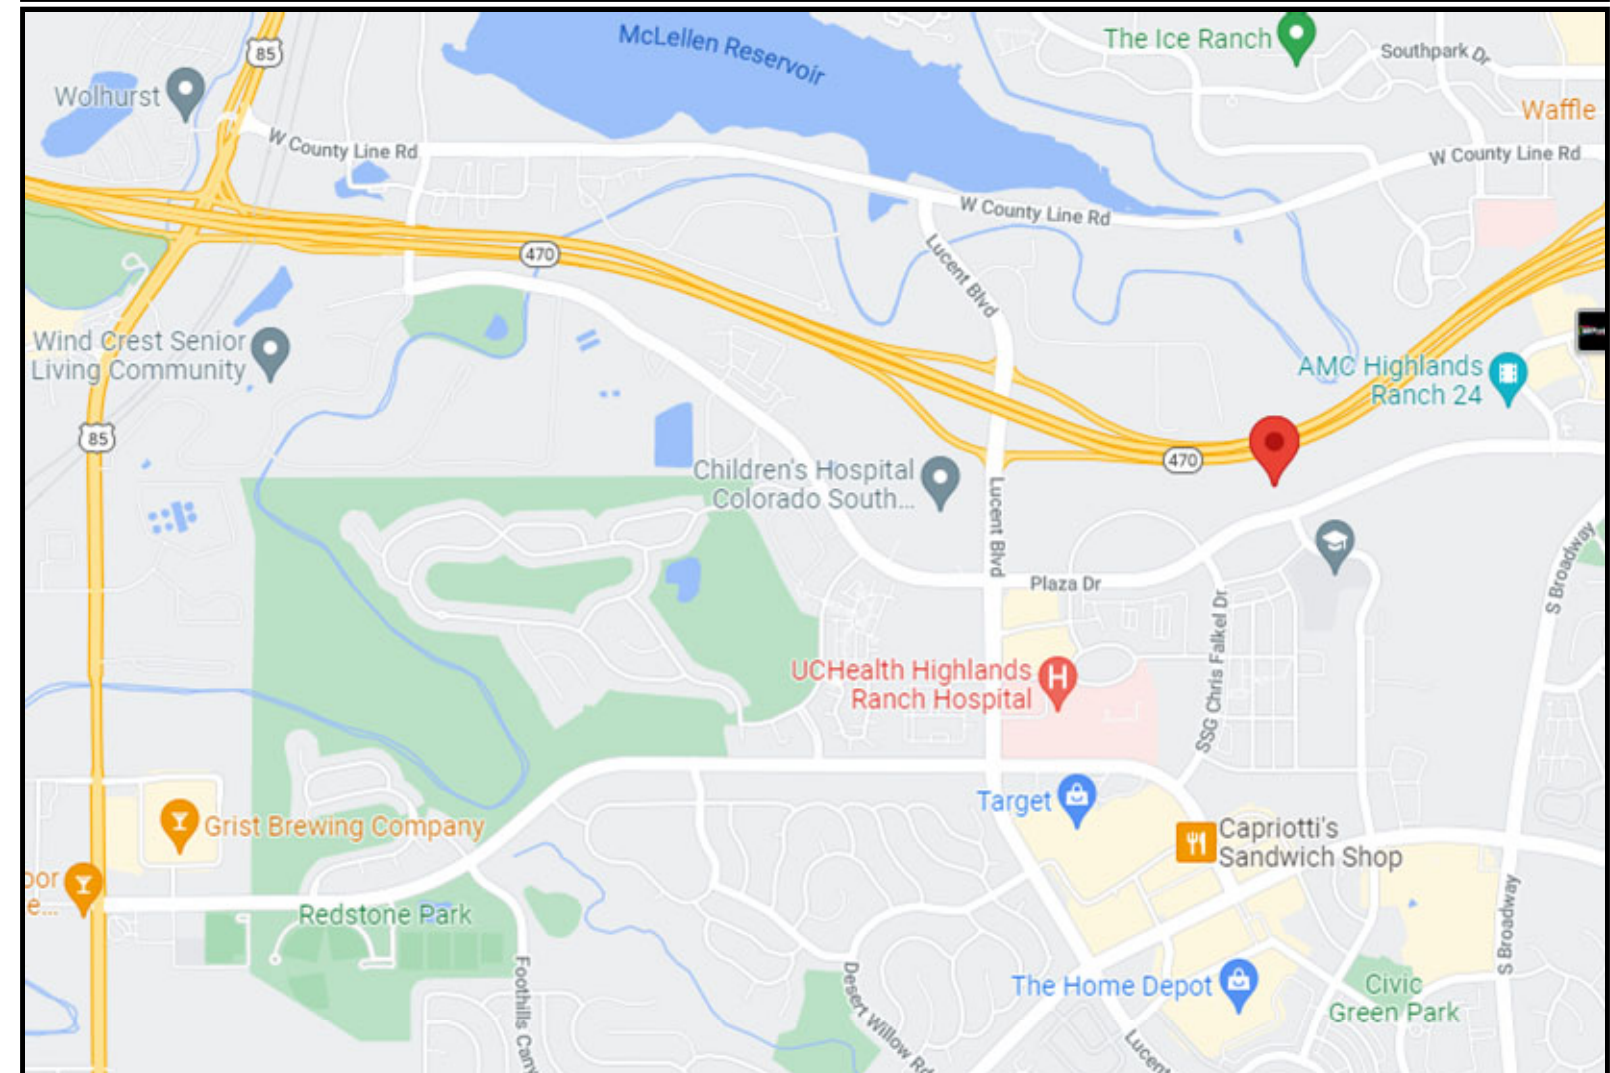 85
McLellen Reservoir
The Ice Ranch
Southpark Dr
Wolhurst
Waffle
W County Line Rd
W County Line Rd
W County Line Rd
470
Lucent Blvd
Wind Crest Senior
Living Community
AMC Highlands
Ranch 24
85
470
Children's Hospital
Colorado South...
Lucent Blvd
Plaza Dr
S Broadway
SSG Chris Falkel Dr
UCHealth Highlands
Ranch Hospital
H
Target
Grist Brewing Company
Capriotti's
Sandwich Shop
oor
e...
Redstone Park
S Broadway
Foothills Cany
Desert Willow Rd
The Home Depot
Civic
Green Park
Lucent